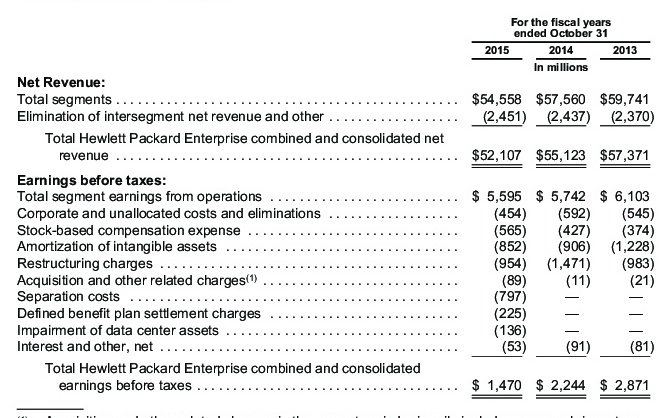 For the fiscal years
ended October 31
2015 2014 2013
In millions
Net Revenue:
Total segments . . . . . . . . . . . . . . . . . . . . . . . . . . . . . . . . $54,558 $57,560 $59,741
Elimination of intersegment net revenue and other . . . . . . . . . . . . . . . . (2,451) (2,437) (2,370)
Total Hewlett Packard Enterprise combined and consolidated net
revenue . . . . . . . . . . . . . . . . . . . . . . . . . . . . . . . . $52,107 $55,123 $57,371
Earnings before taxes:
Total segment earnings from operations . . . . . . . . . . . . . . . . $ 5,595 $ 5,742 $ 6,103
Corporate and unallocated costs and eliminations . . . . . . . . . . . . . . . . (454) (592) (545)
Stock-based compensation expense . . . . . . . . . . . . . . . . (565) (427) (374)
Amortization of intangible assets . . . . . . . . . . . . . . . . (852) (906) (1,228)
Restructuring charges . . . . . . . . . . . . . . . . (954) (1,471) (983)
Acquisition and other related charges(1) . . . . . . . . . . . . . . . . (89) (11) (21)
Separation costs . . . . . . . . . . . . . . . . (797) — —
Defined benefit plan settlement charges . . . . . . . . . . . . . . . . (225) — —
Impairment of data center assets . . . . . . . . . . . . . . . . (136) — —
Interest and other, net . . . . . . . . . . . . . . . . (53) (91) (81)
Total Hewlett Packard Enterprise combined and consolidated
earnings before taxes . . . . . . . . . . . . . . . . $ 1,470 $ 2,244 $ 2,871